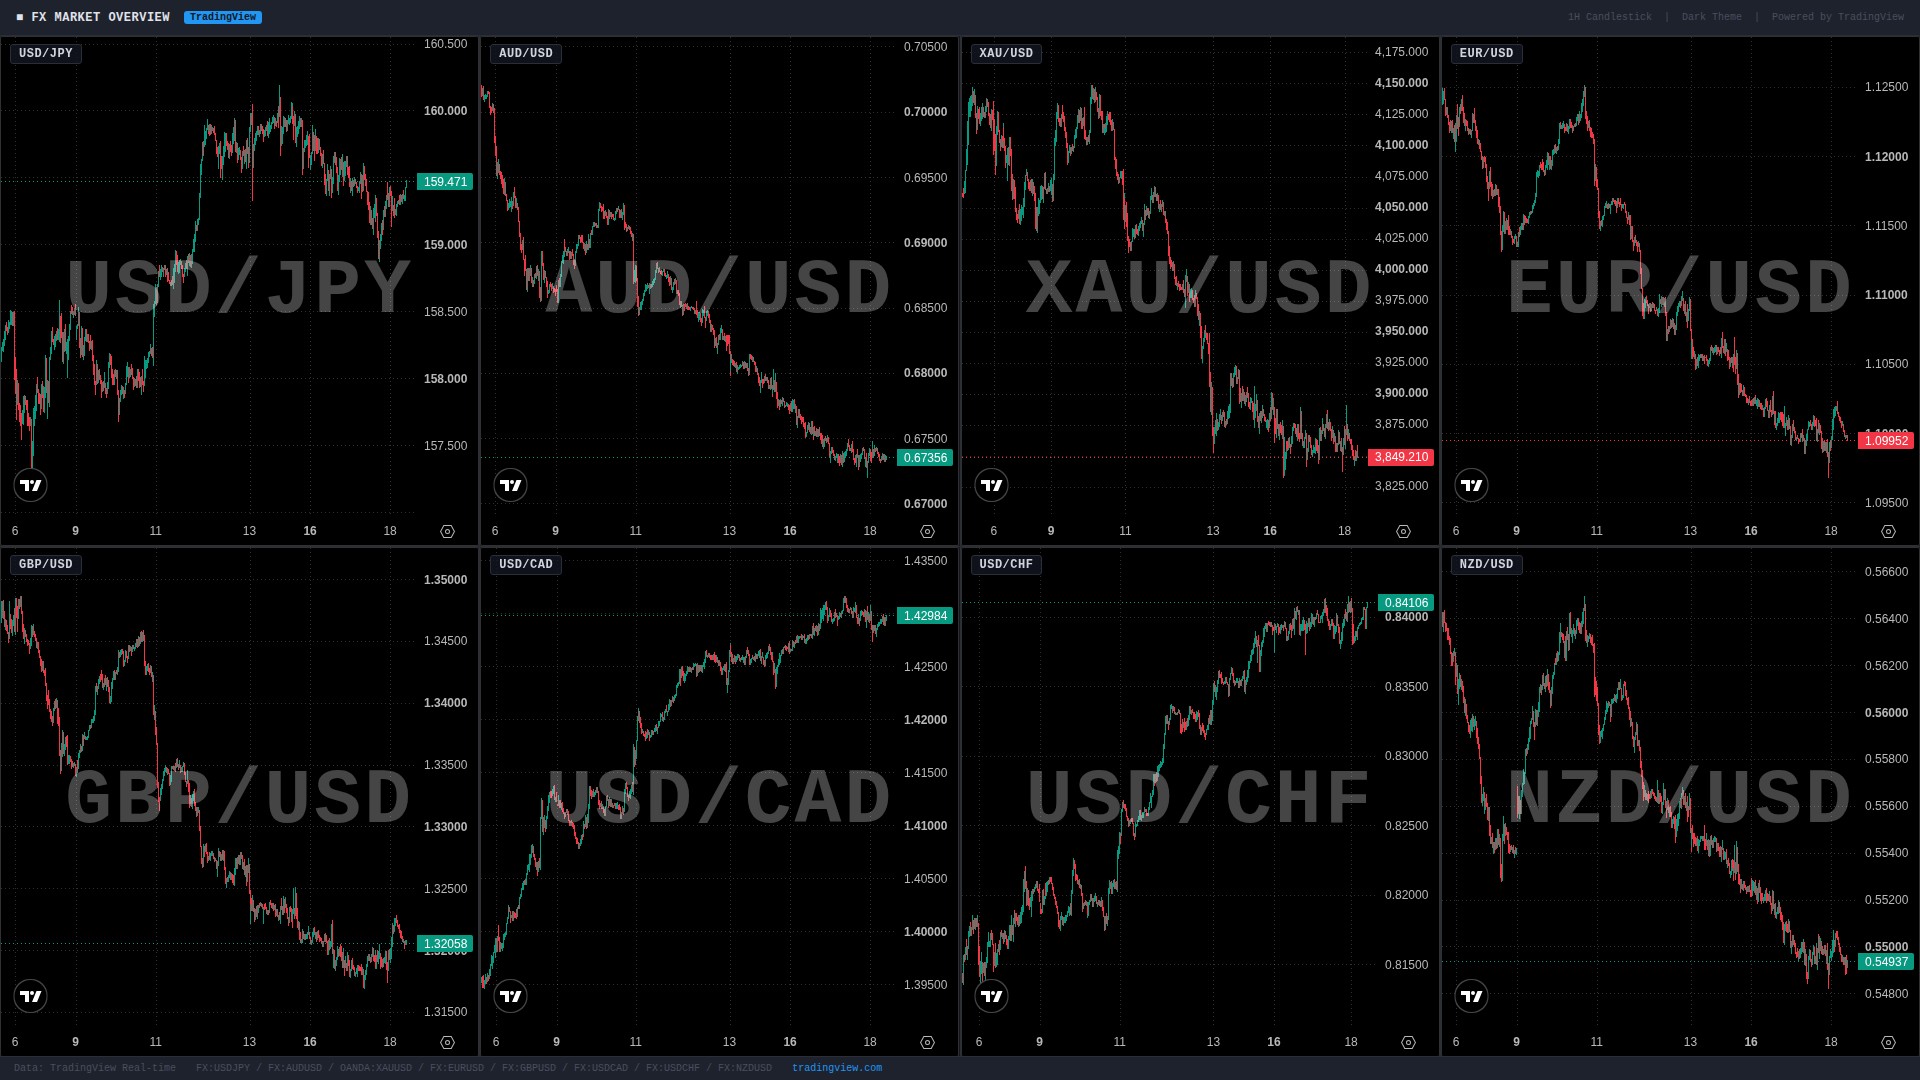 ■ FX MARKET OVERVIEW TradingView
1H Candlestick | Dark Theme | Powered by TradingView
USD/JPY
USD/JPY
160.500
160.000
159.471
159.000
158.500
158.000
157.500
6 9 11 13 16 18
AUD/USD
AUD/USD
0.70500
0.70000
0.69500
0.69000
0.68500
0.68000
0.67500
0.67356
0.67000
6 9 11 13 16 18
XAU/USD
XAU/USD
4,175.000
4,150.000
4,125.000
4,100.000
4,075.000
4,050.000
4,025.000
4,000.000
3,975.000
3,950.000
3,925.000
3,900.000
3,875.000
3,849.210
3,825.000
6 9 11 13 16 18
EUR/USD
EUR/USD
1.12500
1.12000
1.11500
1.11000
1.10500
1.10000
1.09952
1.09500
6 9 11 13 16 18
GBP/USD
GBP/USD
1.35000
1.34500
1.34000
1.33500
1.33000
1.32500
1.32058
1.32000
1.31500
6 9 11 13 16 18
USD/CAD
USD/CAD
1.43500
1.42984
1.42500
1.42000
1.41500
1.41000
1.40500
1.40000
1.39500
6 9 11 13 16 18
USD/CHF
USD/CHF
0.84106
0.84000
0.83500
0.83000
0.82500
0.82000
0.81500
6 9 11 13 16 18
NZD/USD
NZD/USD
0.56600
0.56400
0.56200
0.56000
0.55800
0.55600
0.55400
0.55200
0.55000
0.54937
0.54800
6 9 11 13 16 18
Data: TradingView Real-time FX:USDJPY / FX:AUDUSD / OANDA:XAUUSD / FX:EURUSD / FX:GBPUSD / FX:USDCAD / FX:USDCHF / FX:NZDUSD tradingview.com